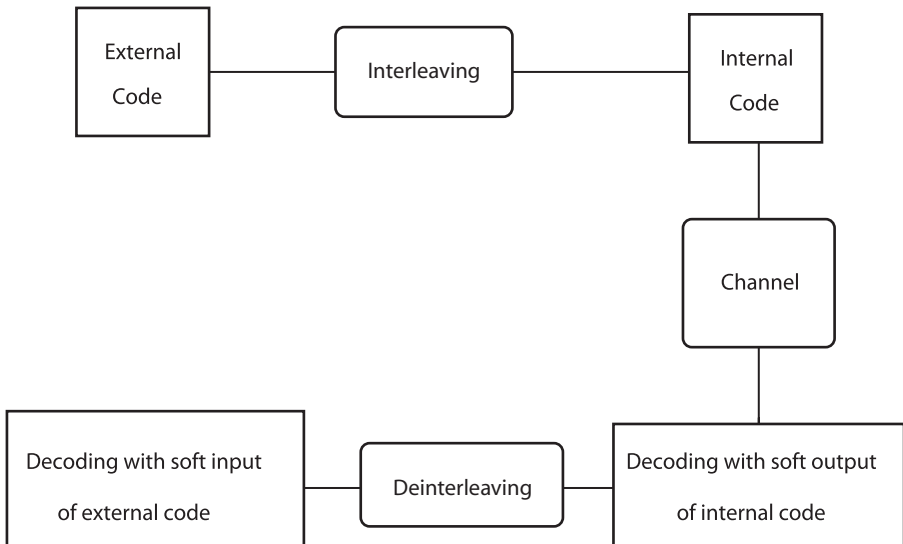 External
Code
Interleaving
Internal
Code
Channel
Decoding with soft input
of external code
Deinterleaving
Decoding with soft output
of internal code